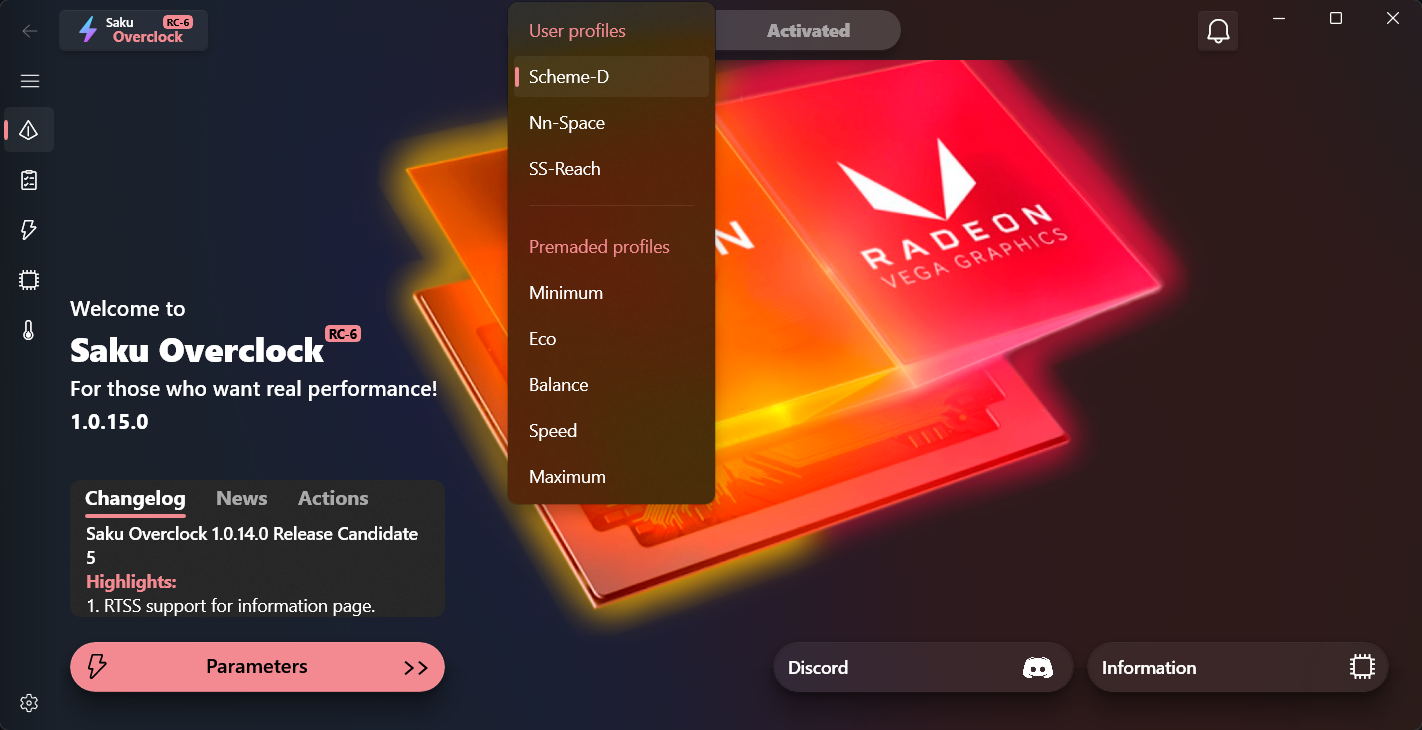 Saku RC-6
Overclock
User profiles
Activated
Scheme-D
Nn-Space
SS-Reach
Premaded profiles
Minimum
Eco
Balance
Speed
Maximum
N
RADEON
VEGA GRAPHICS
Welcome to
Saku Overclock RC-6
For those who want real performance!
1.0.15.0
Changelog News Actions
Saku Overclock 1.0.14.0 Release Candidate
5
Highlights:
1. RTSS support for information page.
Parameters
Discord
Information